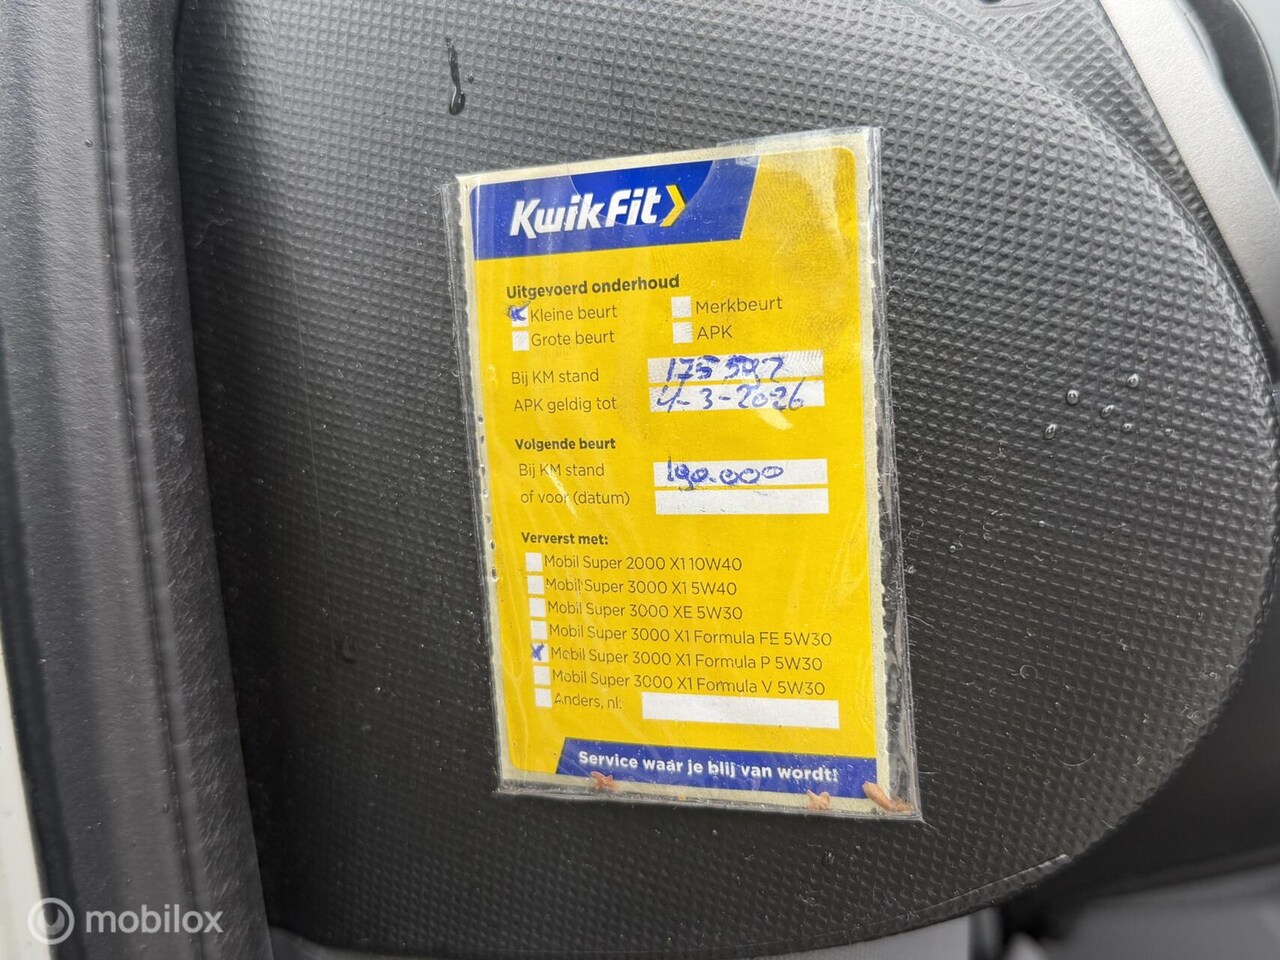 KwikFit
Uitgevoerd onderhoud
Kleine beurt Merkbeurt
Grote beurt APK
Bij KM stand 175 592
APK geldig tot 4-3-2026
Volgende beurt
Bij KM stand 190.000
of voor (datum)
Ververst met:
Mobil Super 2000 X1 10W40
Mobil Super 3000 X1 5W40
Mobil Super 3000 XE 5W30
Mobil Super 3000 X1 Formula FE 5W30
Mobil Super 3000 X1 Formula P 5W30
Mobil Super 3000 X1 Formula V 5W30
Anders, nl:
Service waar je blij van wordt!
mobilox